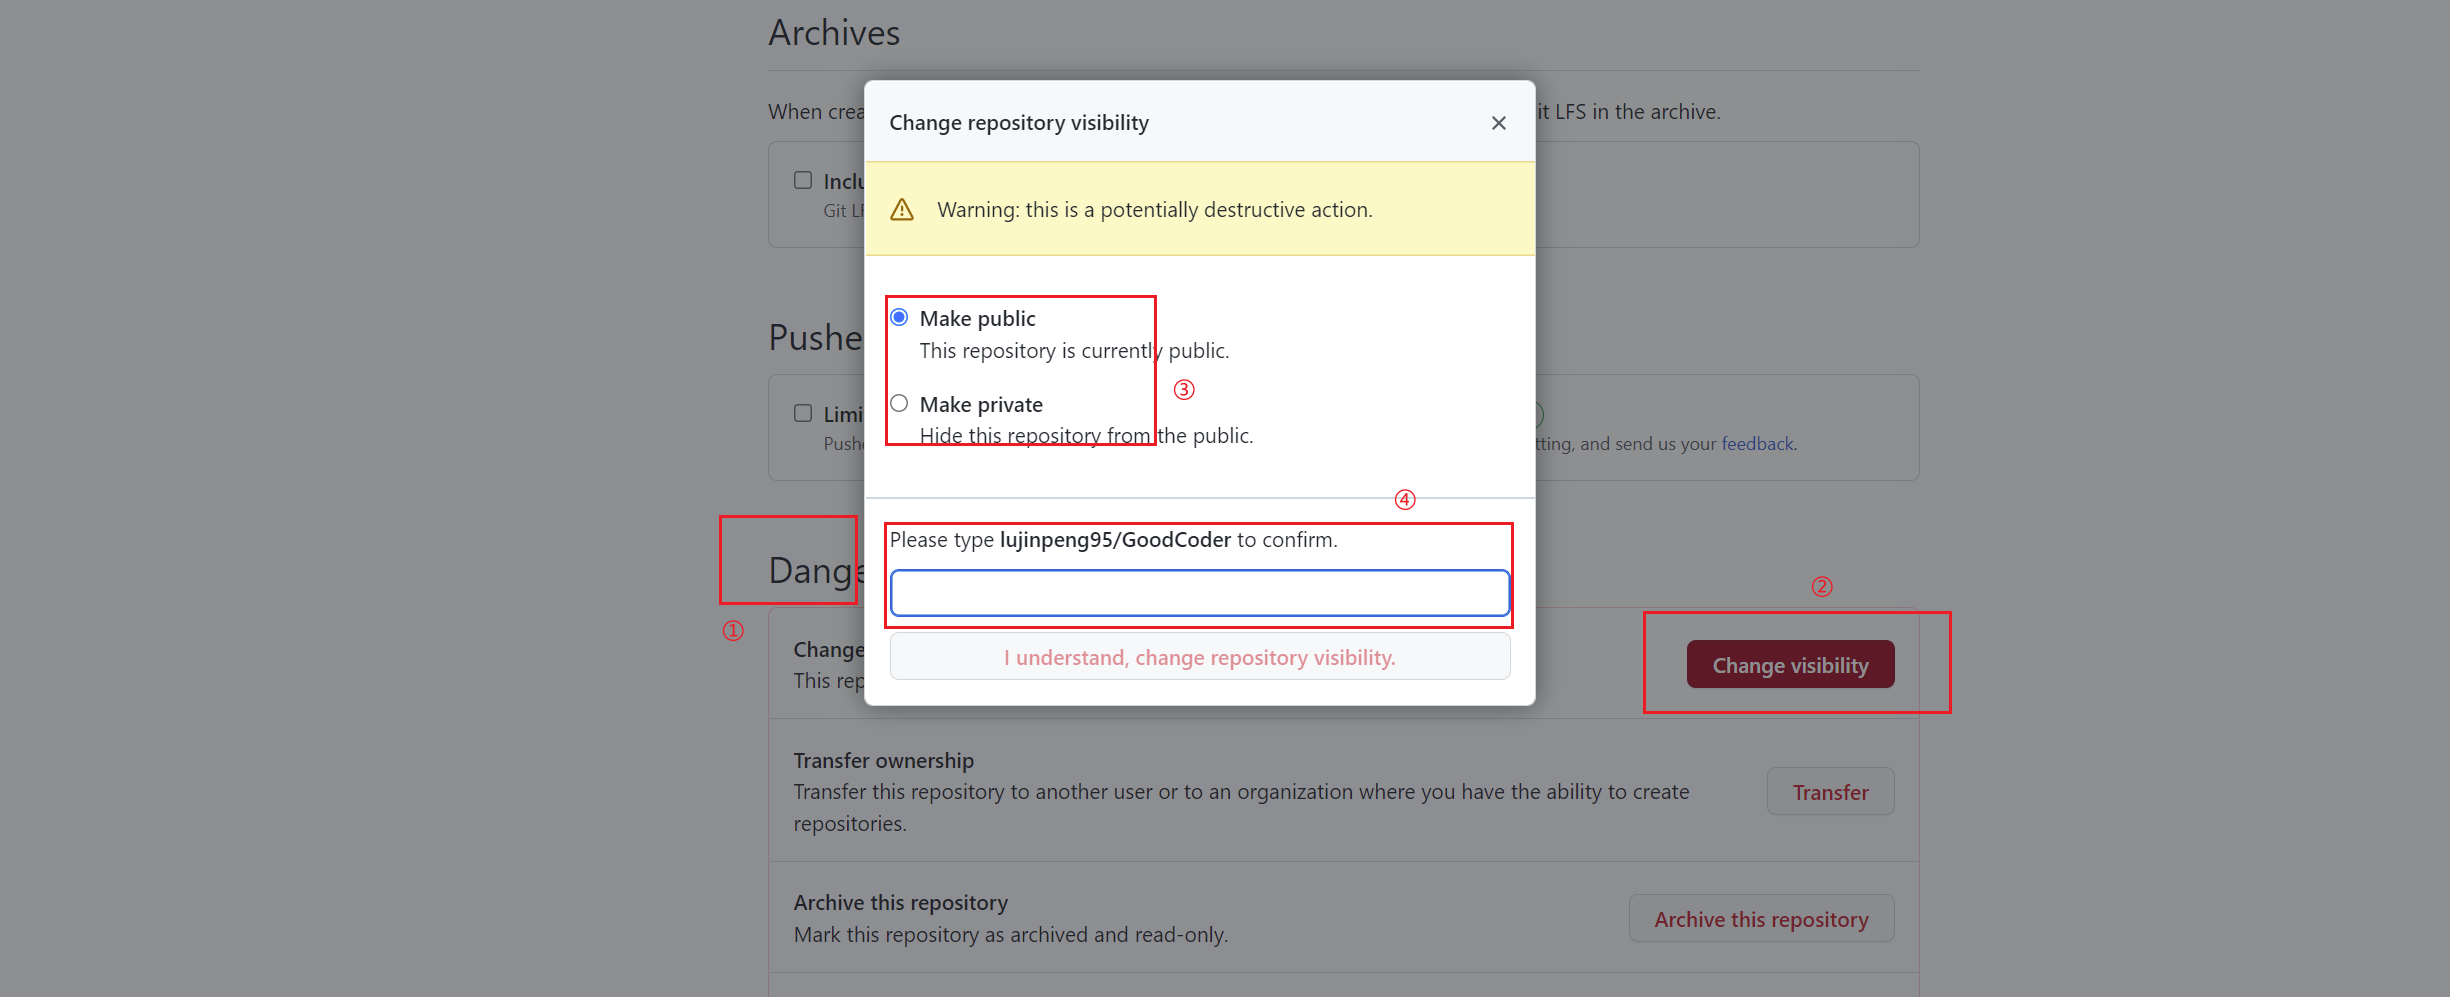 Archives
When crea
it LFS in the archive.
Change repository visibility
Inclu
Git LF
Warning: this is a potentially destructive action.
Make public
This repository is currently public.
③
Make private
Hide this repository from the public.
Pushe
Limi
Pushe
tting, and send us your feedback.
④
Please type lujinpeng95/GoodCoder to confirm.
I understand, change repository visibility.
Dange
①
②
Change
This rep
Change visibility
Transfer ownership
Transfer this repository to another user or to an organization where you have the ability to create
repositories.
Transfer
Archive this repository
Mark this repository as archived and read-only.
Archive this repository